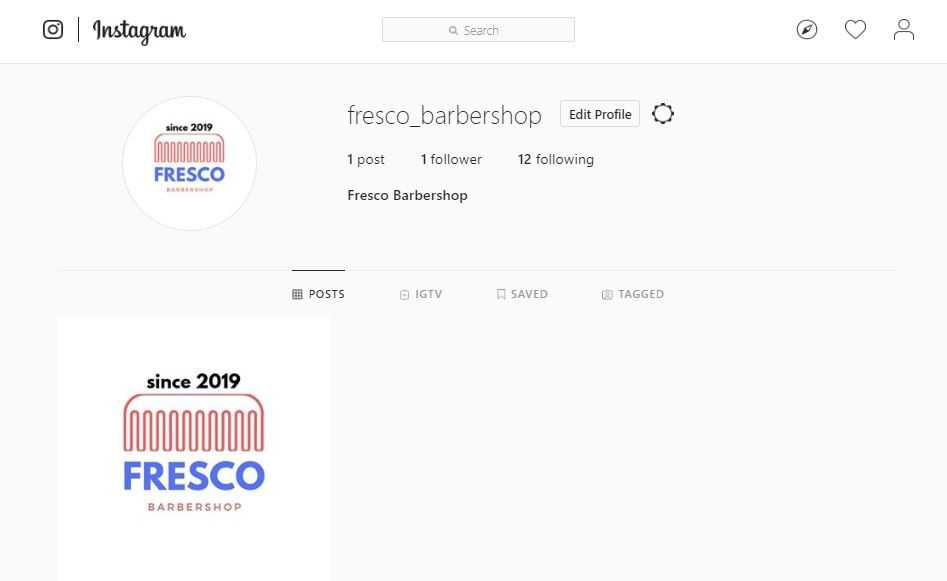 Instagram Search
since 2019
FRESCO
BARBERSHOP
fresco_barbershop Edit Profile
1 post 1 follower 12 following
Fresco Barbershop
POSTS IGTV SAVED TAGGED
since 2019
FRESCO
BARBERSHOP